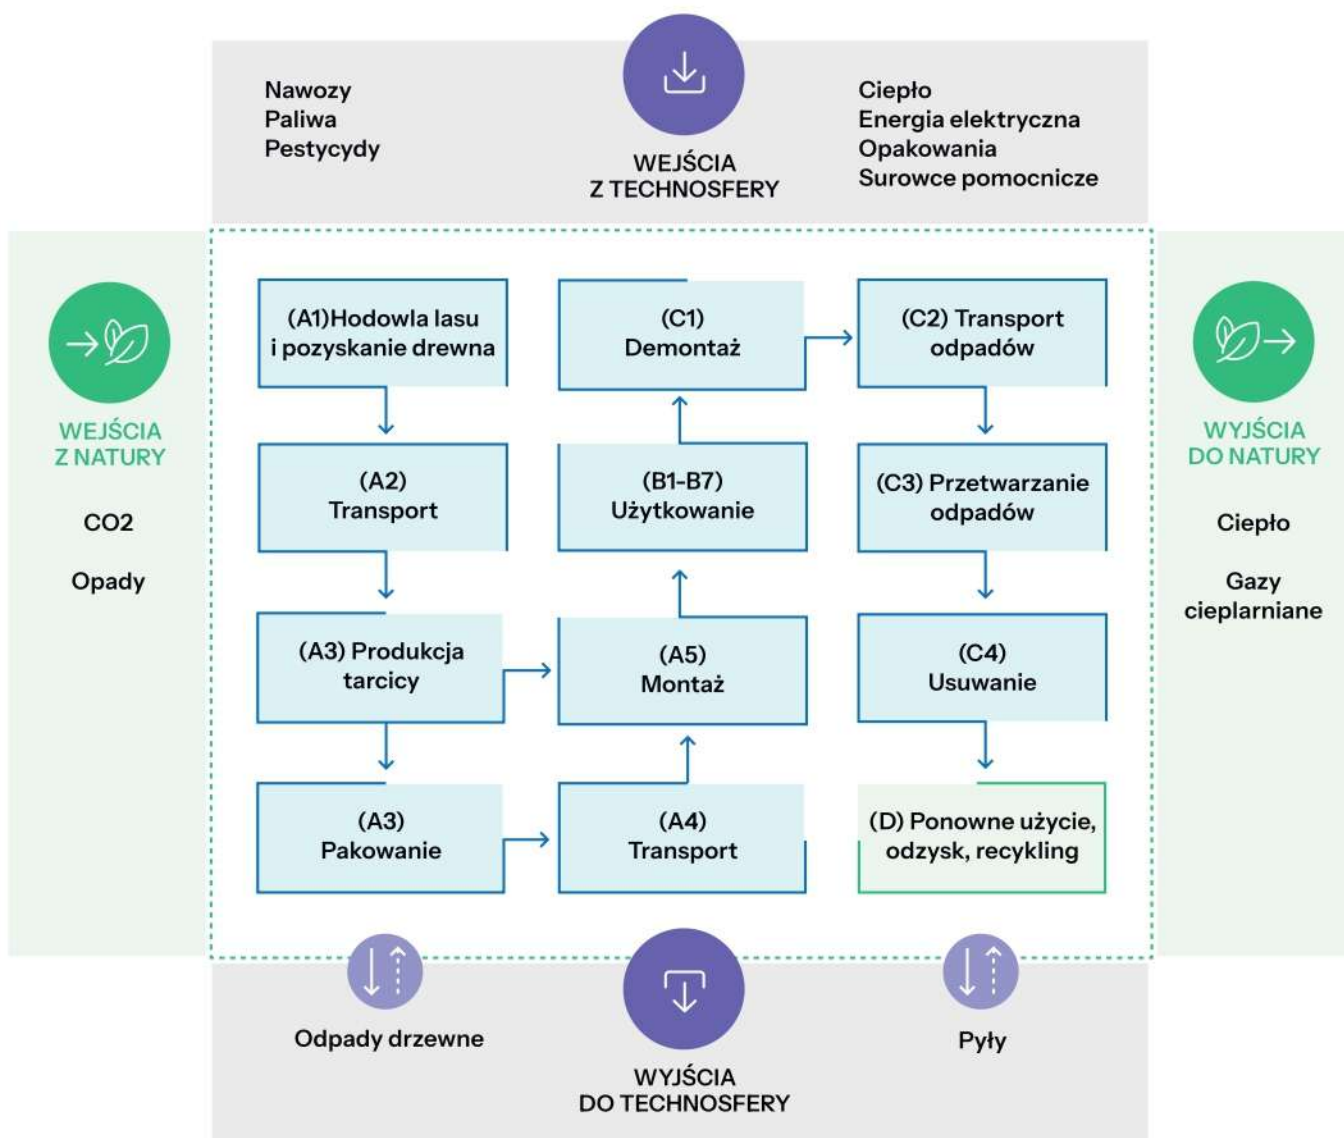 Nawozy
Paliwa
Pestycydy
WEJŚCIA
Z TECHNOSFERY
Ciepło
Energia elektryczna
Opakowania
Surowce pomocnicze
WEJŚCIA
Z NATURY
CO2
Opady
(A1)Hodowla lasu
i pozyskanie drewna
(A2)
Transport
(A3) Produkcja
tarcicy
(A3)
Pakowanie
(C1)
Demontaż
(B1-B7)
Użytkowanie
(A5)
Montaż
(A4)
Transport
(C2) Transport
odpadów
(C3) Przetwarzanie
odpadów
(C4)
Usuwanie
(D) Ponowne użycie,
odzysk, recykling
WYJŚCIA
DO NATURY
Ciepło
Gazy
cieplarniane
Odpady drzewne
WYJŚCIA
DO TECHNOSFERY
Pyły